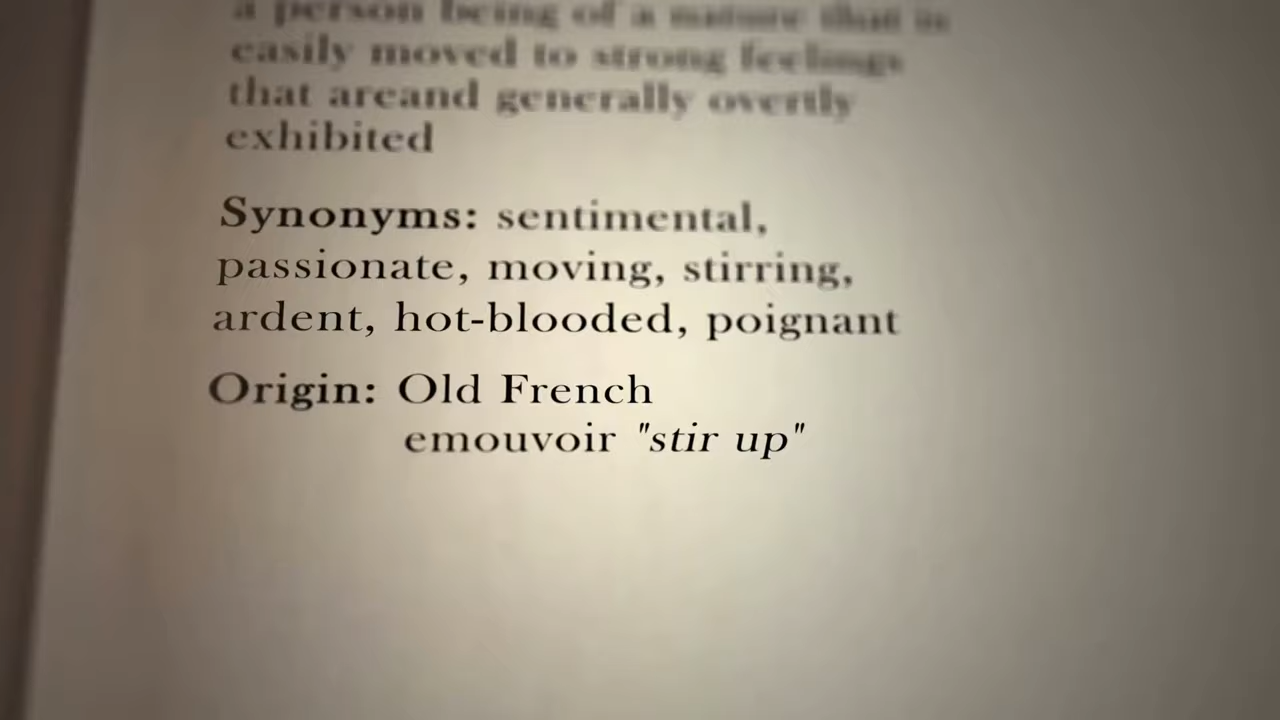 a person being of a nature that is
easily moved to strong feelings
that areand generally overtly
exhibited
Synonyms: sentimental,
passionate, moving, stirring,
ardent, hot-blooded, poignant
Origin: Old French
emouvoir "stir up"